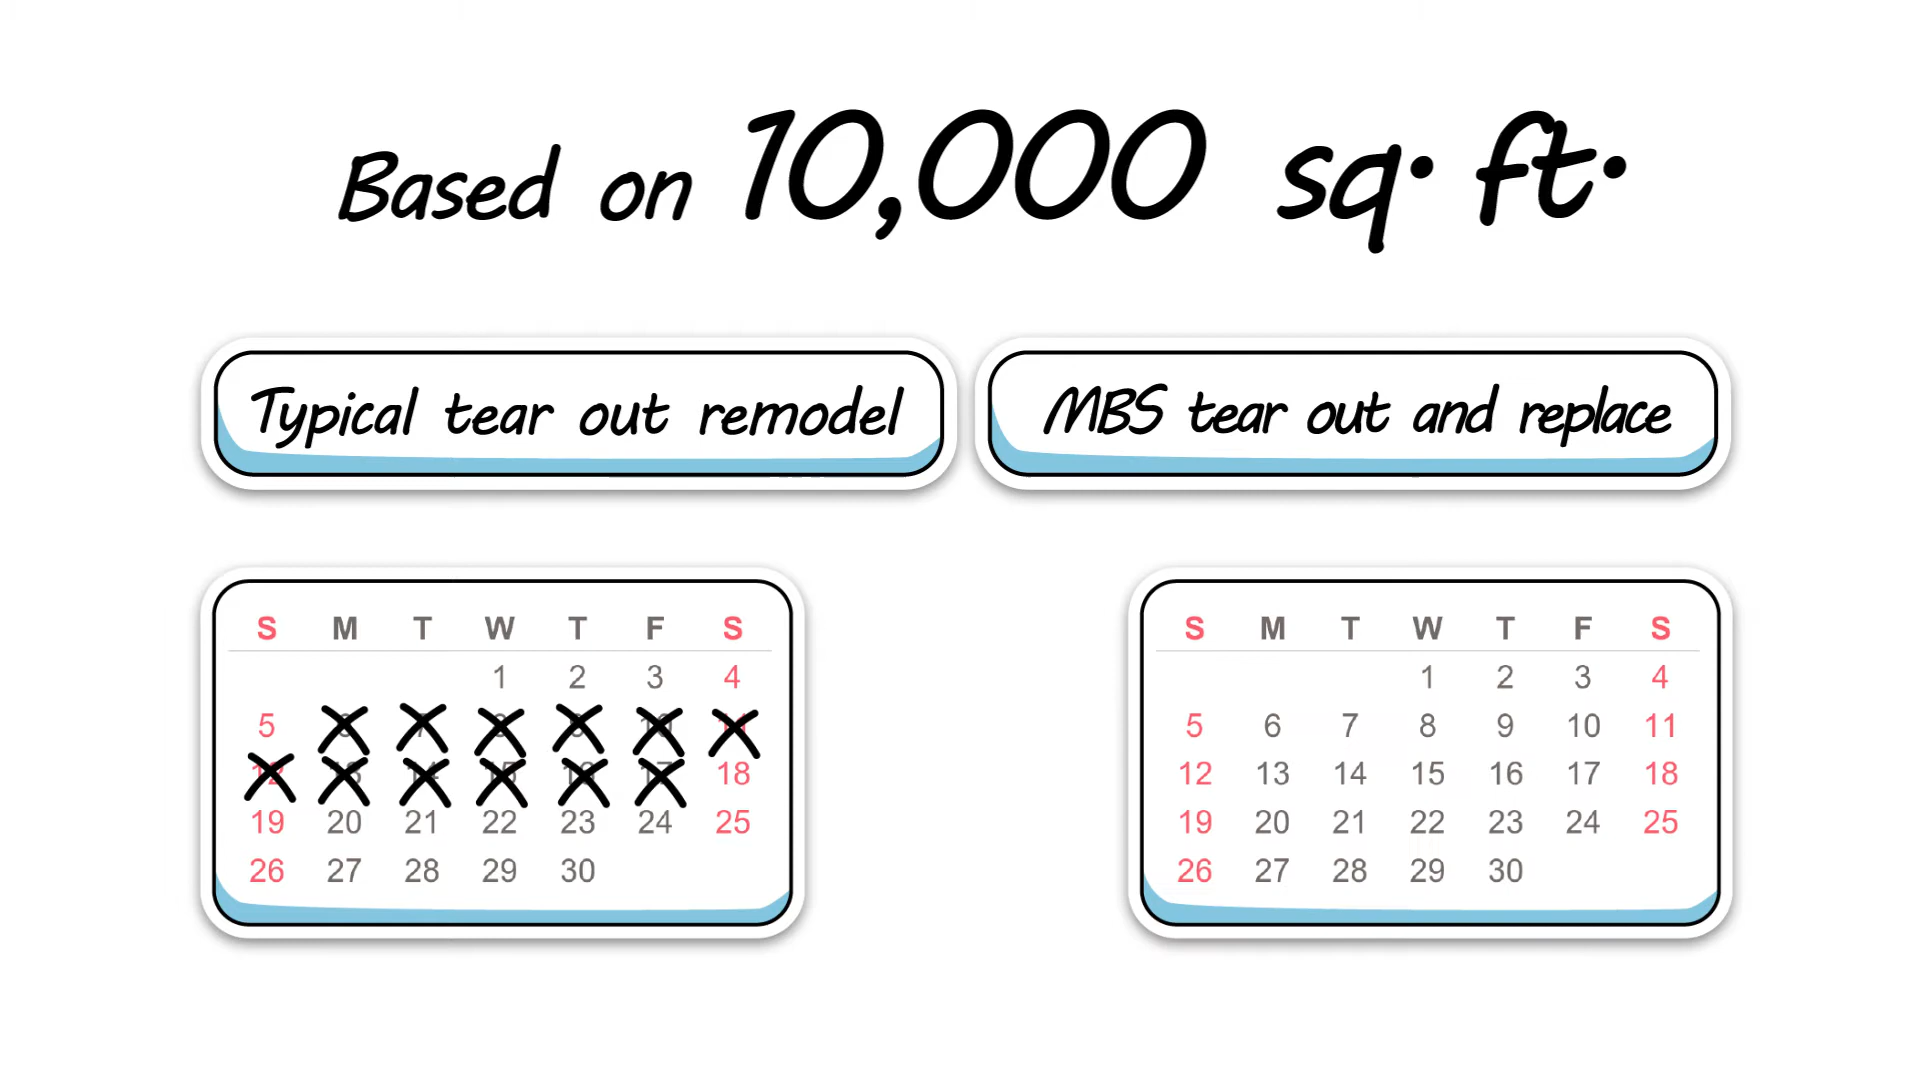 Based on 10,000 sq. ft.
Typical tear out remodel
MBS tear out and replace
S M T W T F S
1 2 3 4
5
18
19 20 21 22 23 24 25
26 27 28 29 30
S M T W T F S
1 2 3 4
5 6 7 8 9 10 11
12 13 14 15 16 17 18
19 20 21 22 23 24 25
26 27 28 29 30